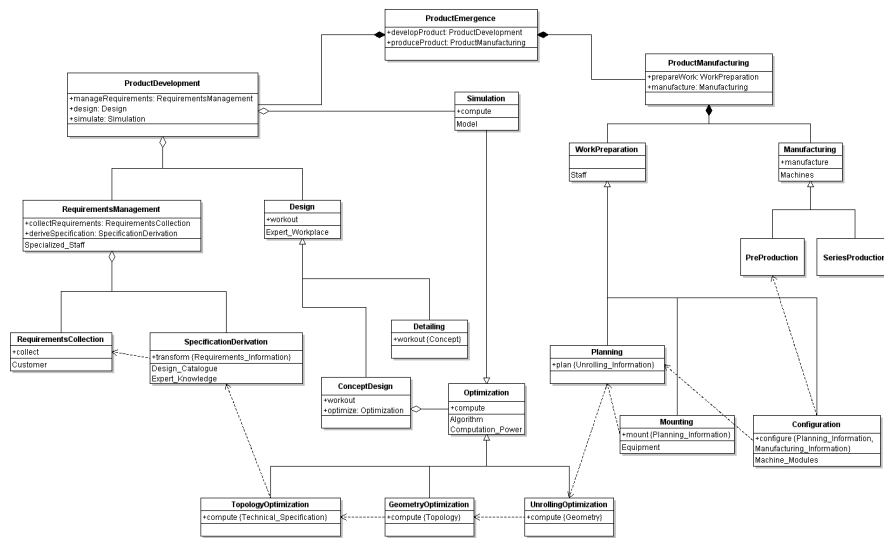 ProductEmergence
+developProduct: ProductDevelopment
+produceProduct: ProductManufacturing
ProductManufacturing
+prepareWork: WorkPreparation
+manufacture: Manufacturing
ProductDevelopment
+manageRequirements: RequirementsManagement
+design: Design
+simulate: Simulation
Simulation
+compute
Model
WorkPreparation
Staff
Manufacturing
+manufacture
Machines
RequirementsManagement
+collectRequirements: RequirementsCollection
+deriveSpecification: SpecificationDerivation
Specialized_Staff
Design
+workout
Expert_Workplace
PreProduction
SeriesProduction
RequirementsCollection
+collect
Customer
SpecificationDerivation
+transform (Requirements_Information)
Design_Catalogue
Expert_Knowledge
Detailing
+workout (Concept)
Planning
+plan (Unrolling_Information)
ConceptDesign
+workout
+optimize: Optimization
Optimization
+compute
Algorithm
Computation_Power
Mounting
+mount (Planning_Information)
Equipment
Configuration
+configure (Planning_Information,
Manufacturing_Information)
Machine_Modules
TopologyOptimization
+compute (Technical_Specification)
GeometryOptimization
+compute (Topology)
UnrollingOptimization
+compute (Geometry)